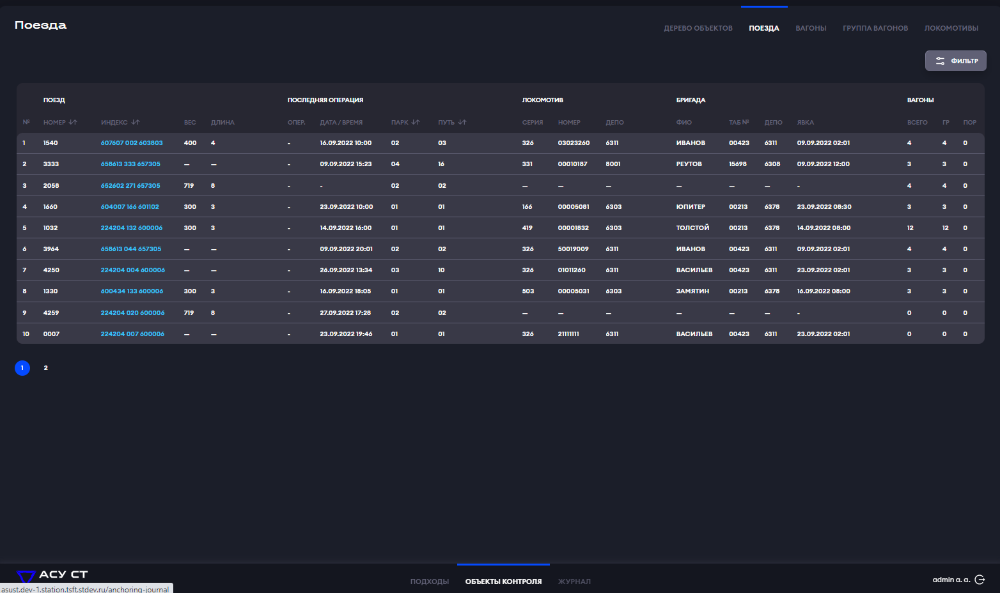 Поезда
ДЕРЕВО ОБЪЕКТОВ ПОЕЗДА ВАГОНЫ ГРУППА ВАГОНОВ ЛОКОМОТИВЫ
ФИЛЬТР
ПОЕЗД ПОСЛЕДНЯЯ ОПЕРАЦИЯ ЛОКОМОТИВ БРИГАДА ВАГОНЫ
№ НОМЕР ИНДЕКС ВЕС ДЛИНА ОПЕР. ДАТА / ВРЕМЯ ПАРК ПУТЬ СЕРИЯ НОМЕР ДЕПО ФИО ТАБ № ДЕПО ЯВКА ВСЕГО ГР ПОР
1 1540 607607 002 603803 400 4 - 16.09.2022 10:00 02 03 326 03023260 6311 ИВАНОВ 00423 6311 09.09.2022 02:01 4 4 0
2 3333 658613 333 657305 — — - 09.09.2022 15:23 04 16 331 00010187 8001 РЕУТОВ 15698 6308 09.09.2022 12:00 3 3 0
3 2058 652602 271 657305 719 8 - - 02 02 — — — — — — - 4 4 0
4 1660 604007 166 601102 300 3 - 23.09.2022 10:00 01 01 166 00005081 6303 ЮПИТЕР 00213 6378 23.09.2022 08:30 3 3 0
5 1032 224204 132 600006 300 3 - 14.09.2022 16:00 01 01 419 00001832 6303 ТОЛСТОЙ 00213 6378 14.09.2022 08:00 12 12 0
6 3964 658613 044 657305 — — - 09.09.2022 20:01 02 02 326 50019009 6311 ИВАНОВ 00423 6311 09.09.2022 02:01 4 4 0
7 4250 224204 004 600006 — — - 26.09.2022 13:34 03 10 326 01011260 6311 ВАСИЛЬЕВ 00423 6311 23.09.2022 02:01 3 3 0
8 1330 600434 133 600006 300 3 - 16.09.2022 18:05 01 01 503 00005031 6303 ЗАМЯТИН 00213 6378 16.09.2022 08:00 3 3 0
9 4259 224204 020 600006 719 8 - 27.09.2022 17:28 02 02 — — — — — — - 0 0 0
10 0007 224204 007 600006 — — - 23.09.2022 19:46 01 01 326 21111111 6311 ВАСИЛЬЕВ 00423 6311 23.09.2022 02:01 0 0 0
1 2
АСУ СТ
ПОДХОДЫ ОБЪЕКТЫ КОНТРОЛЯ ЖУРНАЛ
admin a. a.
asust.dev-1.station.tsft.stdev.ru/anchoring-journal